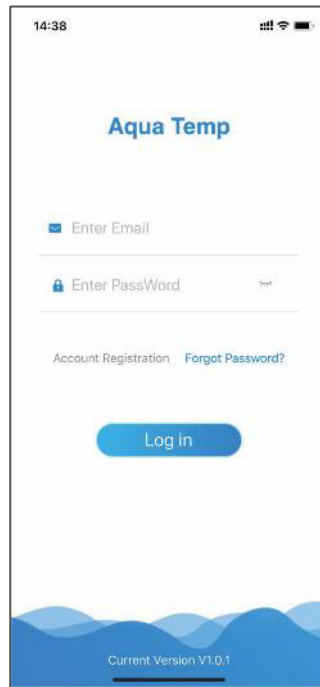 14:38
Aqua Temp
Enter Email
Enter PassWord
Account Registration Forgot Password?
Log in
Current Version V1.0.1